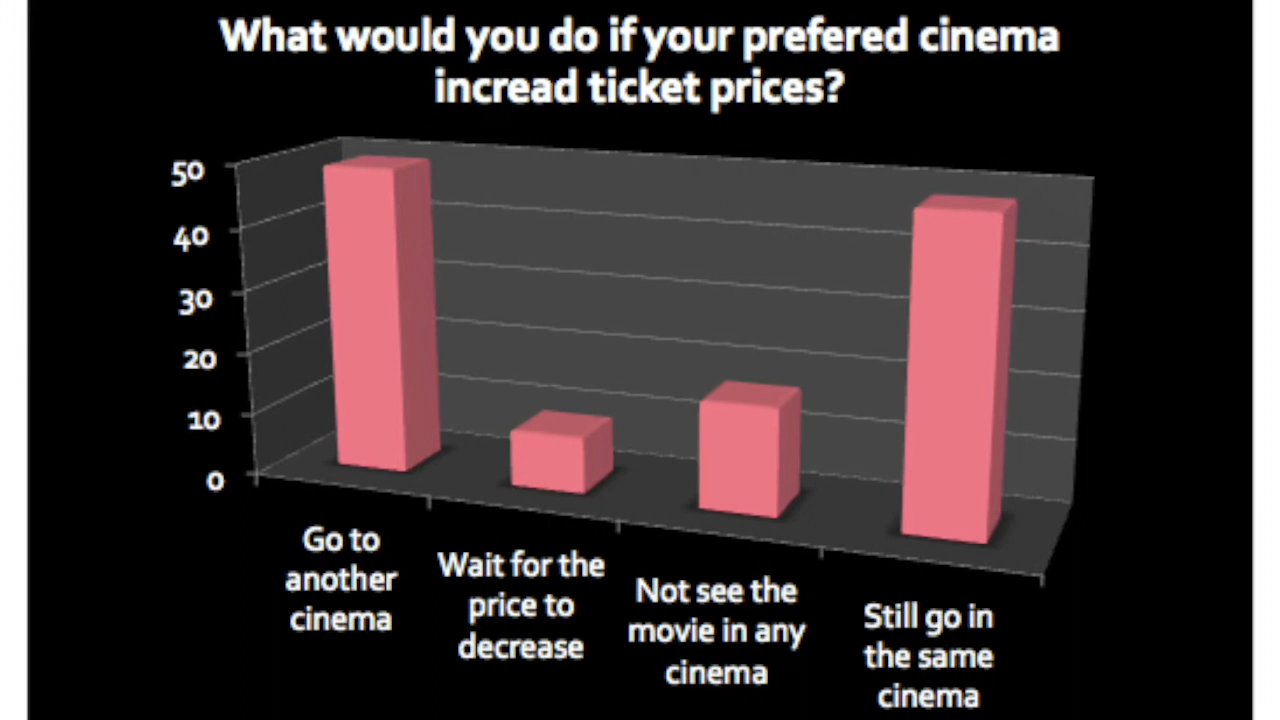 What would you do if your prefered cinema
incread ticket prices?
50
40
30
20
10
0
Go to
another
cinema
Wait for the
price to
decrease
Not see the
movie in any
cinema
Still go in
the same
cinema